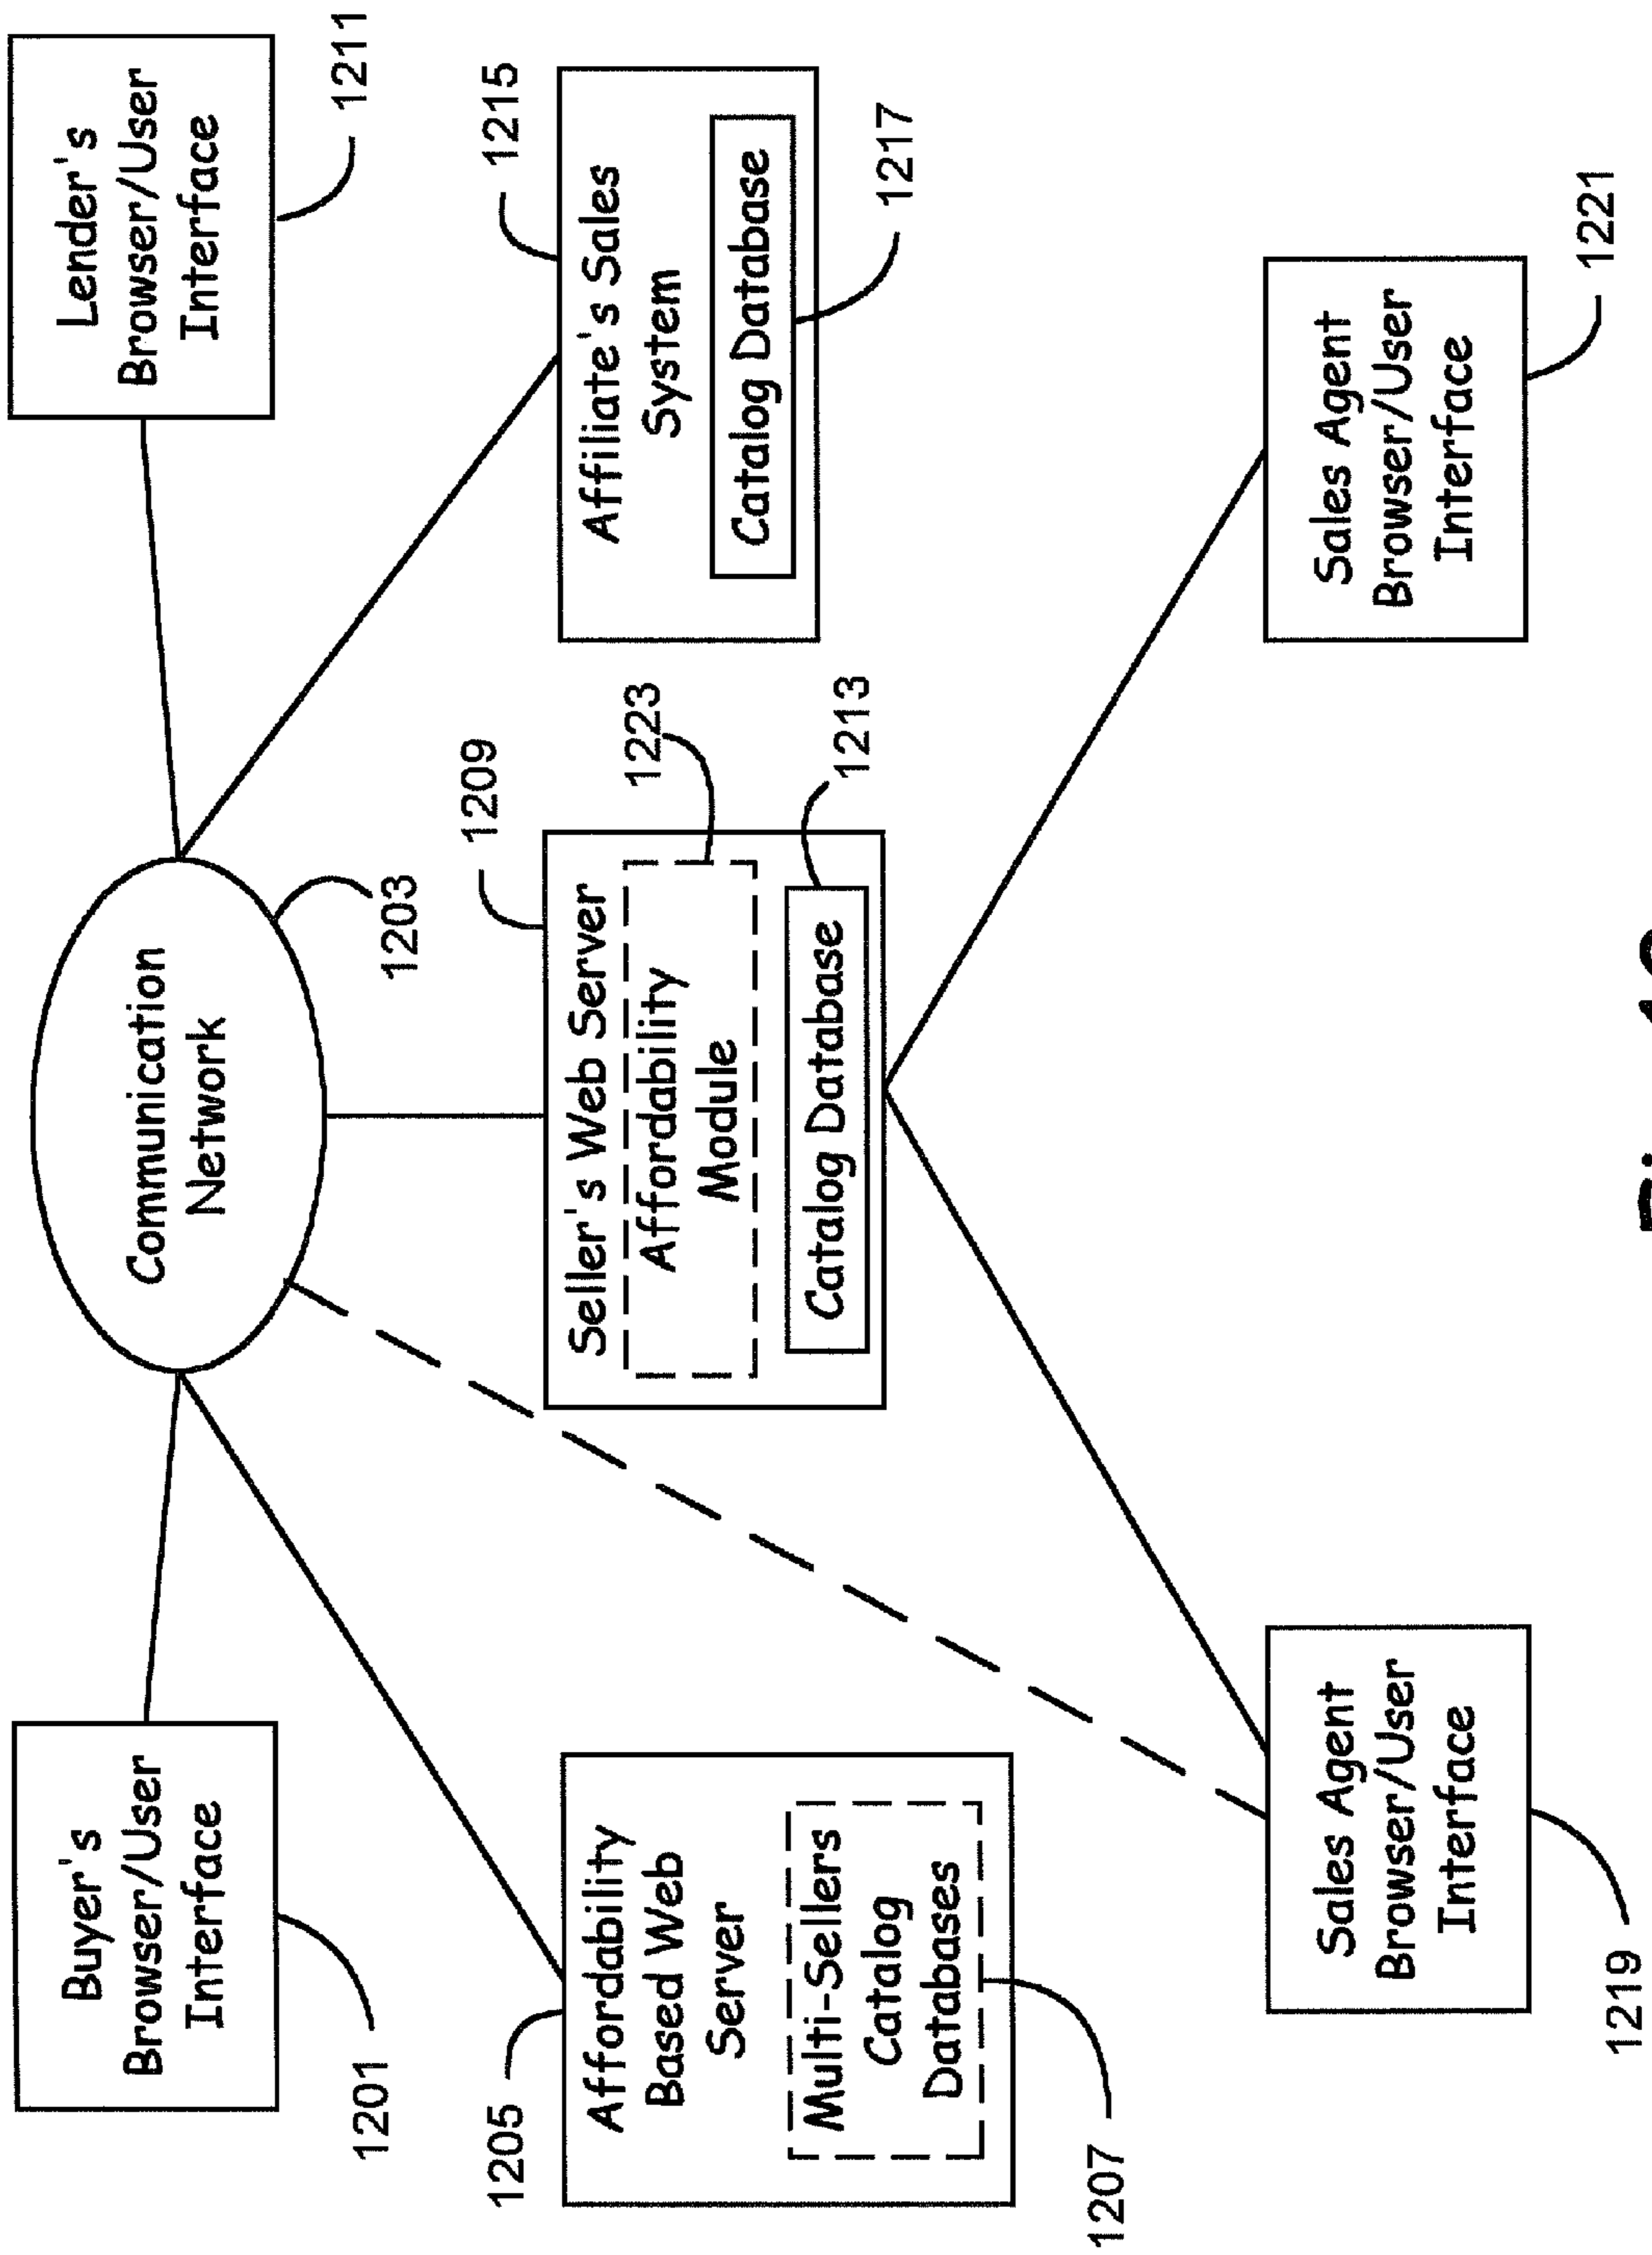 Buyer's
Browser/User
Interface
1201
Communication
Network
1203
Lender's
Browser/User
Interface
1211
1205
Affordability
Based Web
Server
Multi-Sellers
Catalog
Databases
1207
1209
Seller's Web Server
Affordability
Module
1223
Catalog Database
1213
1215
Affiliate's Sales
System
Catalog Database
1217
Sales Agent
Browser/User
Interface
1219
Sales Agent
Browser/User
Interface
1221